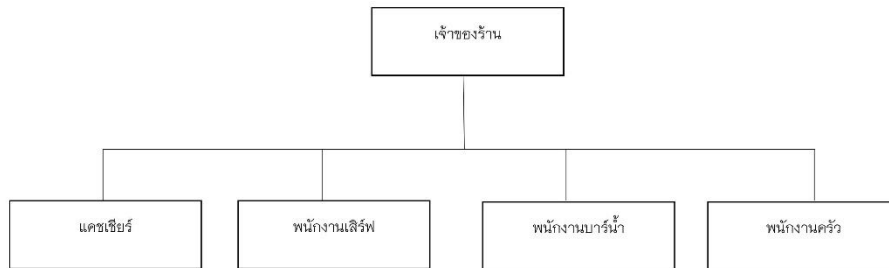 เจ้าของร้าน
แคชเชียร์
พนักงานเสิร์ฟ
พนักงานบาร์น้ำ
พนักงานครัว